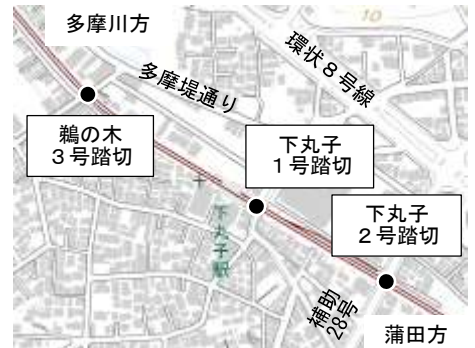 多摩川方
10
環状８号線
多摩堤通り
鵜の木
３号踏切
下丸子
１号踏切
下丸子駅
下丸子
２号踏切
補助
28号
蒲田方